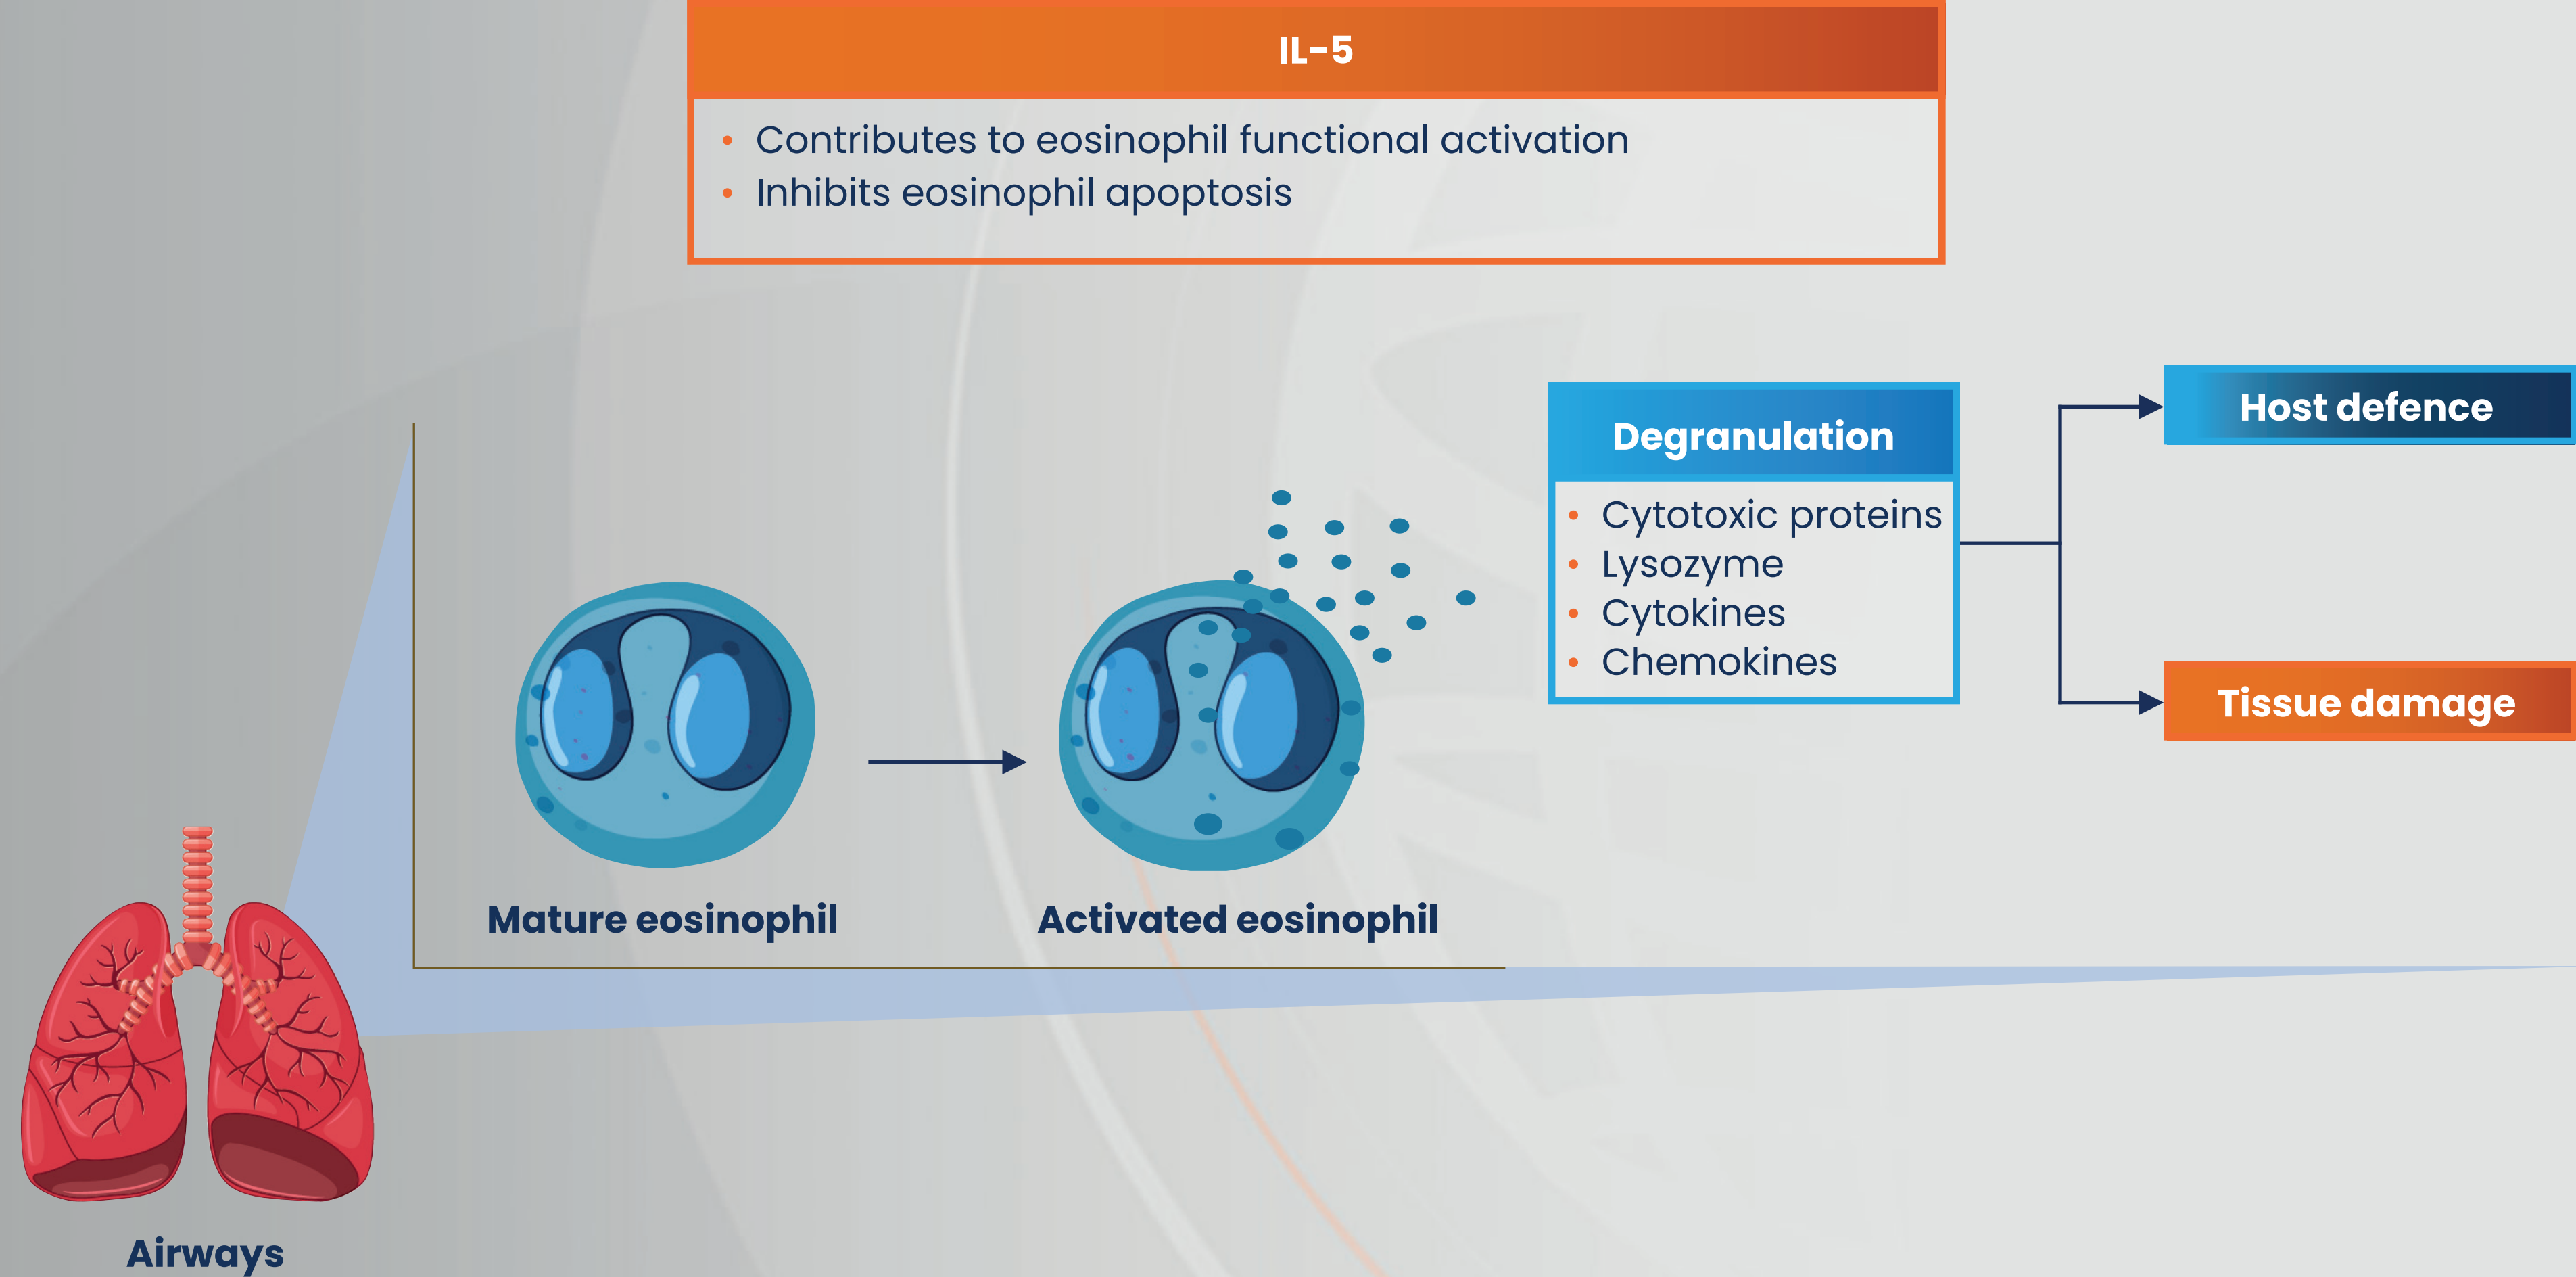 IL-5
• Contributes to eosinophil functional activation
• Inhibits eosinophil apoptosis
Degranulation
• Cytotoxic proteins
• Lysozyme
• Cytokines
• Chemokines
Host defence
Tissue damage
Mature eosinophil
Activated eosinophil
Airways